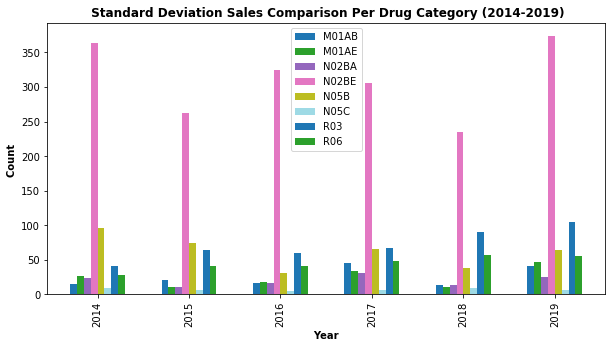 Standard Deviation Sales Comparison Per Drug Category (2014-2019)
M01AB
M01AE
N02BA
N02BE
N05B
N05C
R03
R06
Count
350
300
250
200
150
100
50
0
2014
2015
2016
2017
2018
2019
Year